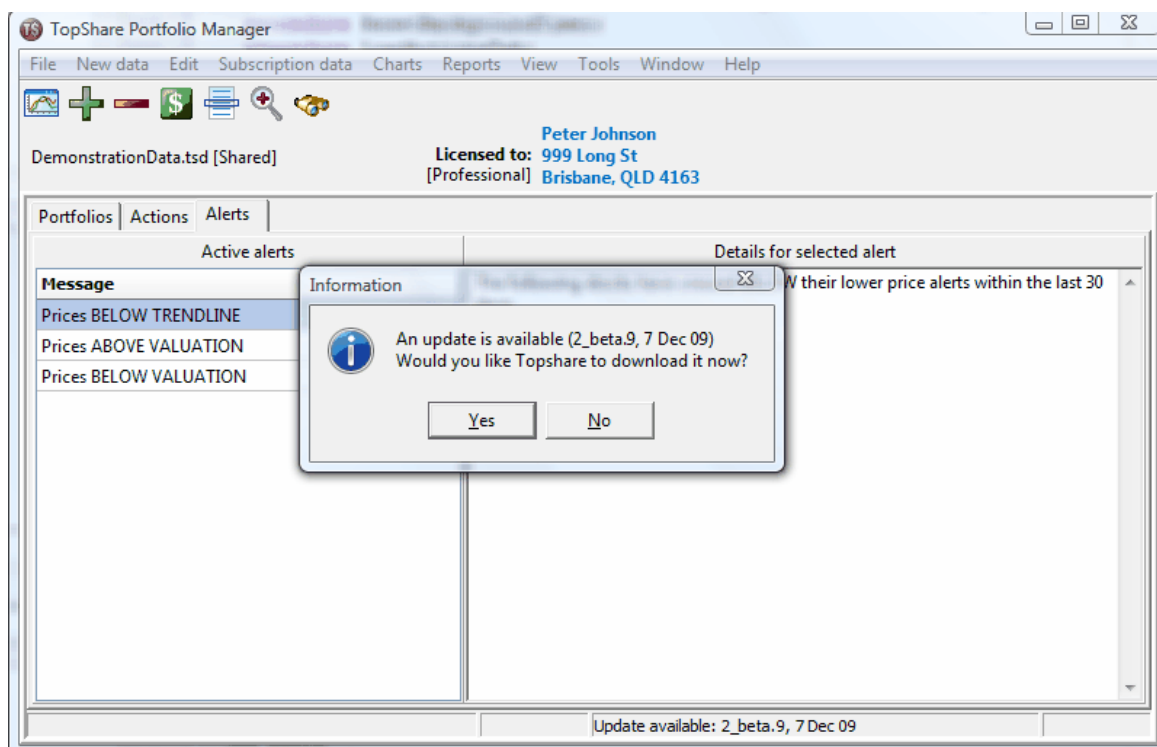 TS TopShare Portfolio Manager
File New data Edit Subscription data Charts Reports View Tools Window Help
$
Peter Johnson
DemonstrationData.tsd [Shared] Licensed to: 999 Long St
[Professional] Brisbane, QLD 4163
Portfolios Actions Alerts
Active alerts Details for selected alert
Message
their lower price alerts within the last 30
Prices BELOW TRENDLINE
Prices ABOVE VALUATION
Prices BELOW VALUATION
Information
An update is available (2_beta.9, 7 Dec 09)
Would you like Topshare to download it now?
Yes No
Update available: 2_beta.9, 7 Dec 09